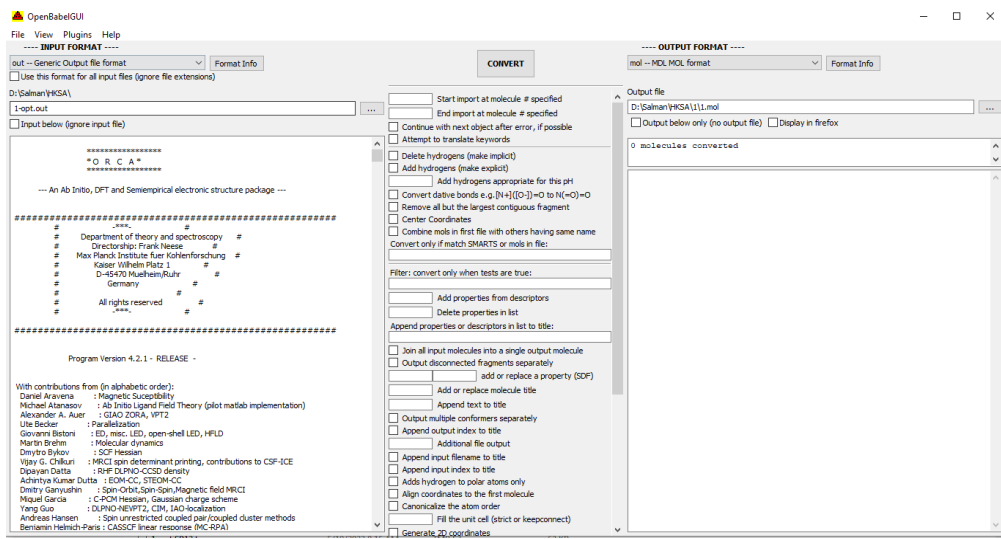 OpenBabelGUI
File View Plugins Help
---- INPUT FORMAT ----
out -- Generic Output file format
Format Info
Use this format for all input files (ignore file extensions)
D:\Salman\HKSA\
1-opt.out
...
Input below (ignore input file)
*****************
* O R C A *
*****************
--- An Ab Initio, DFT and Semiempirical electronic structure package ---
#######################################################
# -***- #
# Department of theory and spectroscopy #
# Directorship: Frank Neese #
# Max Planck Institute fuer Kohlenforschung #
# Kaiser Wilhelm Platz 1 #
# D-45470 Muelheim/Ruhr #
# Germany #
# #
# All rights reserved #
# -***- #
#######################################################
Program Version 4.2.1 - RELEASE -
With contributions from (in alphabetic order):
Daniel Aravena : Magnetic Suceptibility
Michael Atanasov : Ab Initio Ligand Field Theory (pilot matlab implementation)
Alexander A. Auer : GIAO ZORA, VPT2
Ute Becker : Parallelization
Giovanni Bistoni : ED, misc. LED, open-shell LED, HFLD
Martin Brehm : Molecular dynamics
Dmytro Bykov : SCF Hessian
Vijay G. Chilkuri : MRCI spin determinant printing, contributions to CSF-ICE
Dipayan Datta : RHF DLPNO-CCSD density
Achintya Kumar Dutta : EOM-CC, STEOM-CC
Dmitry Ganyushin : Spin-Orbit,Spin-Spin,Magnetic field MRCI
Miquel Garcia : C-PCM Hessian, Gaussian charge scheme
Yang Guo : DLPNO-NEVPT2, CIM, IAO-localization
Andreas Hansen : Spin unrestricted coupled pair/coupled cluster methods
Benjamin Helmich-Paris : CASSCF linear response (MC-RPA)
CONVERT
Start import at molecule # specified
End import at molecule # specified
Continue with next object after error, if possible
Attempt to translate keywords
Delete hydrogens (make implicit)
Add hydrogens (make explicit)
Add hydrogens appropriate for this pH
Convert dative bonds e.g.[N+]([O-])=O to N(=O)=O
Remove all but the largest contiguous fragment
Center Coordinates
Combine mols in first file with others having same name
Convert only if match SMARTS or mols in file:
Filter: convert only when tests are true:
Add properties from descriptors
Delete properties in list
Append properties or descriptors in list to title:
Join all input molecules into a single output molecule
Output disconnected fragments separately
add or replace a property (SDF)
Add or replace molecule title
Append text to title
Output multiple conformers separately
Append output index to title
Additional file output
Append input filename to title
Append input index to title
Adds hydrogen to polar atoms only
Align coordinates to the first molecule
Canonicalize the atom order
Fill the unit cell (strict or keepconnect)
Generate 2D coordinates
---- OUTPUT FORMAT ----
mol -- MDL MOL format
Format Info
Output file
D:\Salman\HKSA\1\1.mol
...
Output below only (no output file) Display in firefox
0 molecules converted